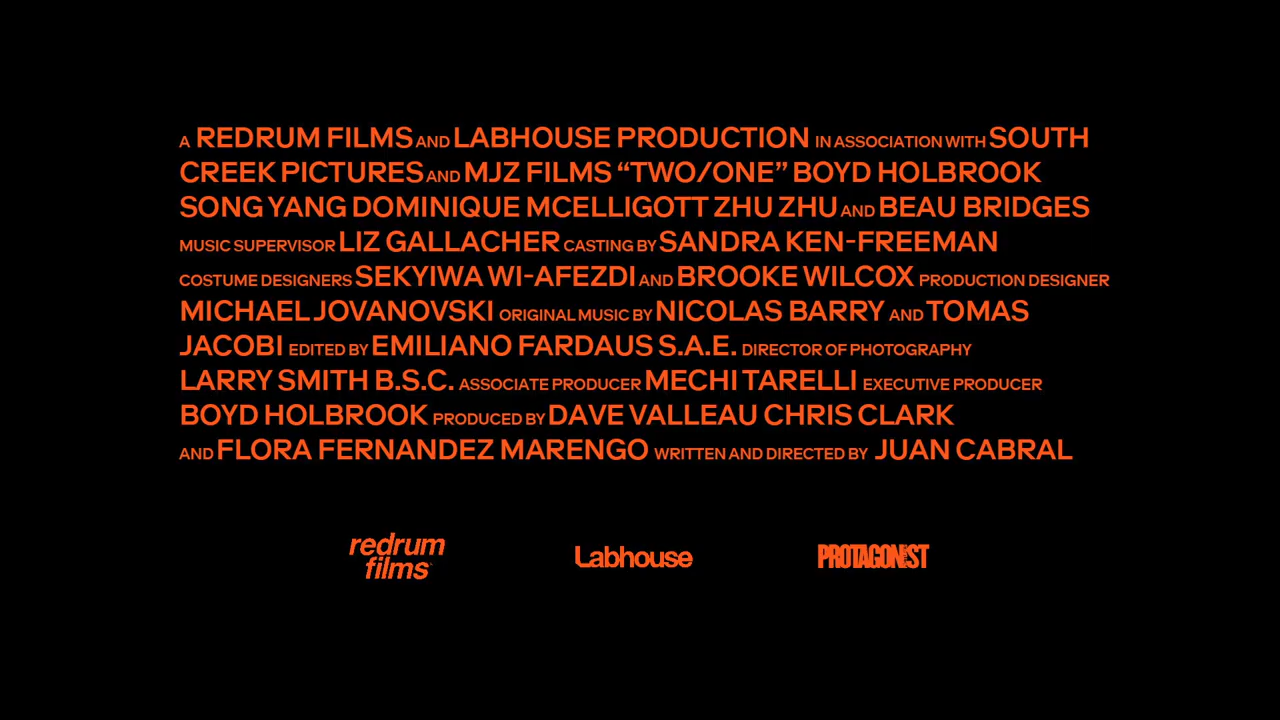 A REDRUM FILMS AND LABHOUSE PRODUCTION IN ASSOCIATION WITH SOUTH
CREEK PICTURES AND MJZ FILMS “TWO/ONE” BOYD HOLBROOK
SONG YANG DOMINIQUE MCELLIGOTT ZHU ZHU AND BEAU BRIDGES
MUSIC SUPERVISOR LIZ GALLACHER CASTING BY SANDRA KEN-FREEMAN
COSTUME DESIGNERS SEKYIWA WI-AFEZDI AND BROOKE WILCOX PRODUCTION DESIGNER
MICHAEL JOVANOVSKI ORIGINAL MUSIC BY NICOLAS BARRY AND TOMAS
JACOBI EDITED BY EMILIANO FARDAUS S.A.E. DIRECTOR OF PHOTOGRAPHY
LARRY SMITH B.S.C. ASSOCIATE PRODUCER MECHI TARELLI EXECUTIVE PRODUCER
BOYD HOLBROOK PRODUCED BY DAVE VALLEAU CHRIS CLARK
AND FLORA FERNANDEZ MARENGO WRITTEN AND DIRECTED BY JUAN CABRAL
redrum
films
Labhouse
PROTAGONIST